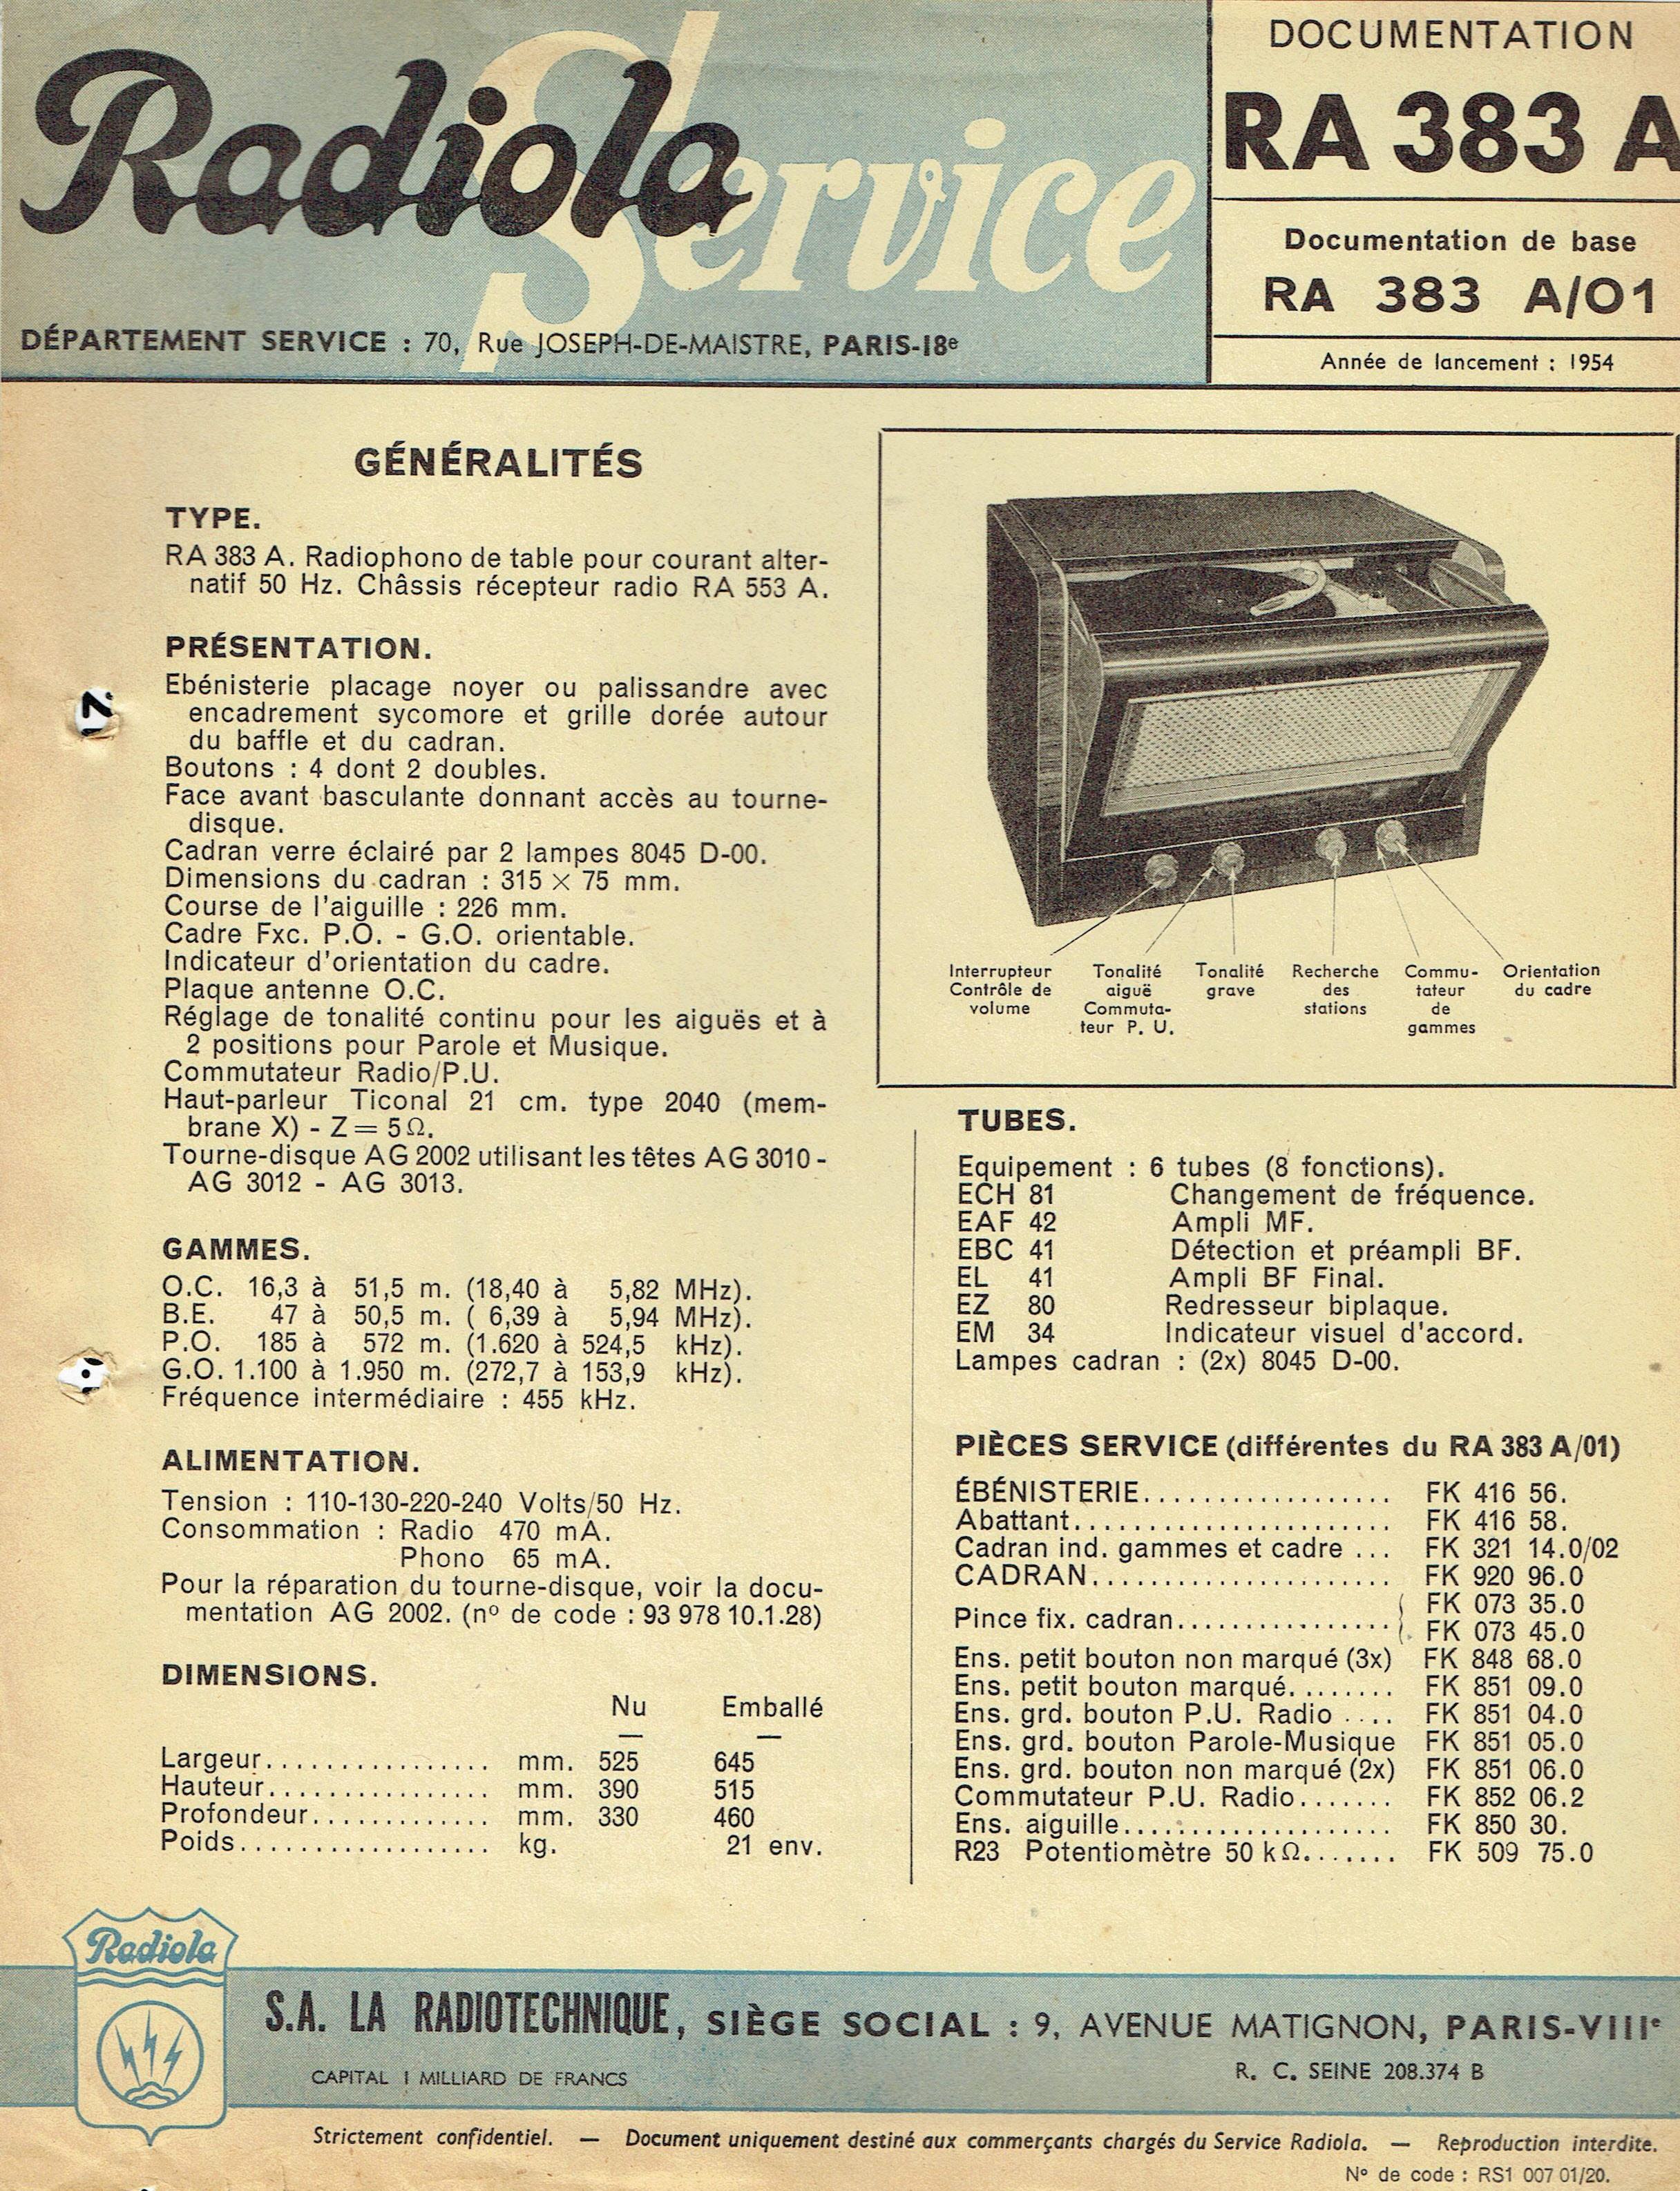 Radiola Service
DÉPARTEMENT SERVICE : 70, Rue JOSEPH-DE-MAISTRE, PARIS-18e
DOCUMENTATION
RA 383 A
Documentation de base
RA 383 A/01
Année de lancement : 1954
GÉNÉRALITÉS
TYPE.
RA 383 A. Radiophono de table pour courant alter-
natif 50 Hz. Châssis récepteur radio RA 553 A.
PRÉSENTATION.
Ebénisterie placage noyer ou palissandre avec
encadrement sycomore et grille dorée autour
du baffle et du cadran.
Boutons : 4 dont 2 doubles.
Face avant basculante donnant accès au tourne-
disque.
Cadran verre éclairé par 2 lampes 8045 D-00.
Dimensions du cadran : 315 × 75 mm.
Course de l'aiguille : 226 mm.
Cadre Fxc. P.O. - G.O. orientable.
Indicateur d'orientation du cadre.
Plaque antenne O.C.
Réglage de tonalité continu pour les aiguës et à
2 positions pour Parole et Musique.
Commutateur Radio/P.U.
Haut-parleur Ticonal 21 cm. type 2040 (mem-
brane X) - Z = 5 Ω.
Tourne-disque AG 2002 utilisant les têtes AG 3010 -
AG 3012 - AG 3013.
GAMMES.
O.C. 16,3 à 51,5 m. (18,40 à 5,82 MHz).
B.E. 47 à 50,5 m. ( 6,39 à 5,94 MHz).
P.O. 185 à 572 m. (1.620 à 524,5 kHz).
G.O. 1.100 à 1.950 m. (272,7 à 153,9 kHz).
Fréquence intermédiaire : 455 kHz.
ALIMENTATION.
Tension : 110-130-220-240 Volts/50 Hz.
Consommation : Radio 470 mA.
Phono 65 mA.
Pour la réparation du tourne-disque, voir la docu-
mentation AG 2002. (nº de code : 93 978 10.1.28)
DIMENSIONS.
Nu Emballé
Largeur................ mm. 525 645
Hauteur................ mm. 390 515
Profondeur.............. mm. 330 460
Poids.................. kg. 21 env.
Interrupteur
Contrôle de
volume
Tonalité
aiguë
Commuta-
teur P. U.
Tonalité
grave
Recherche
des
stations
Commu-
tateur
de
gammes
Orientation
du cadre
TUBES.
Equipement : 6 tubes (8 fonctions).
ECH 81 Changement de fréquence.
EAF 42 Ampli MF.
EBC 41 Détection et préampli BF.
EL 41 Ampli BF Final.
EZ 80 Redresseur biplaque.
EM 34 Indicateur visuel d'accord.
Lampes cadran : (2x) 8045 D-00.
PIÈCES SERVICE (différentes du RA 383 A/01)
ÉBÉNISTERIE.................. FK 416 56.
Abattant....................... FK 416 58.
Cadran ind. gammes et cadre ... FK 321 14.0/02
CADRAN...................... FK 920 96.0
Pince fix. cadran................ { FK 073 35.0
FK 073 45.0
Ens. petit bouton non marqué (3x) FK 848 68.0
Ens. petit bouton marqué........ FK 851 09.0
Ens. grd. bouton P.U. Radio .... FK 851 04.0
Ens. grd. bouton Parole-Musique FK 851 05.0
Ens. grd. bouton non marqué (2x) FK 851 06.0
Commutateur P.U. Radio....... FK 852 06.2
Ens. aiguille.................... FK 850 30.
R23 Potentiomètre 50 kΩ....... FK 509 75.0
Radiola
S.A. LA RADIOTECHNIQUE, SIÈGE SOCIAL : 9, AVENUE MATIGNON, PARIS-VIIIe
CAPITAL 1 MILLIARD DE FRANCS R. C. SEINE 208.374 B
Strictement confidentiel. — Document uniquement destiné aux commerçants chargés du Service Radiola. — Reproduction interdite.
Nº de code : RS1 007 01/20.